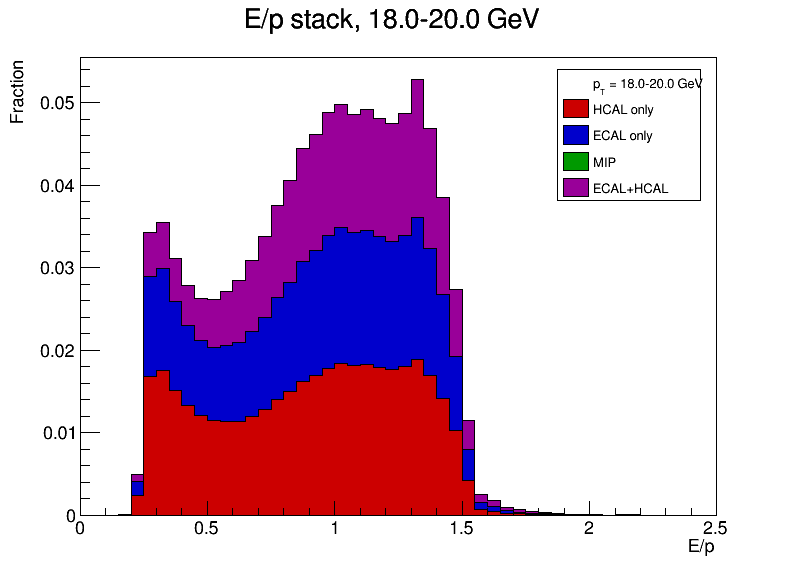 E/p stack, 18.0-20.0 GeV
Fraction
p_T = 18.0-20.0 GeV
HCAL only
ECAL only
MIP
ECAL+HCAL
0.05
0.04
0.03
0.02
0.01
0
0 0.5 1 1.5 2 2.5
E/p